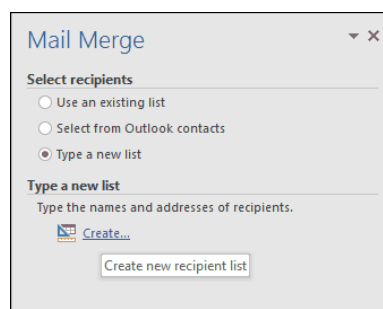 Mail Merge
Select recipients
Use an existing list
Select from Outlook contacts
Type a new list
Type a new list
Type the names and addresses of recipients.
Create...
Create new recipient list